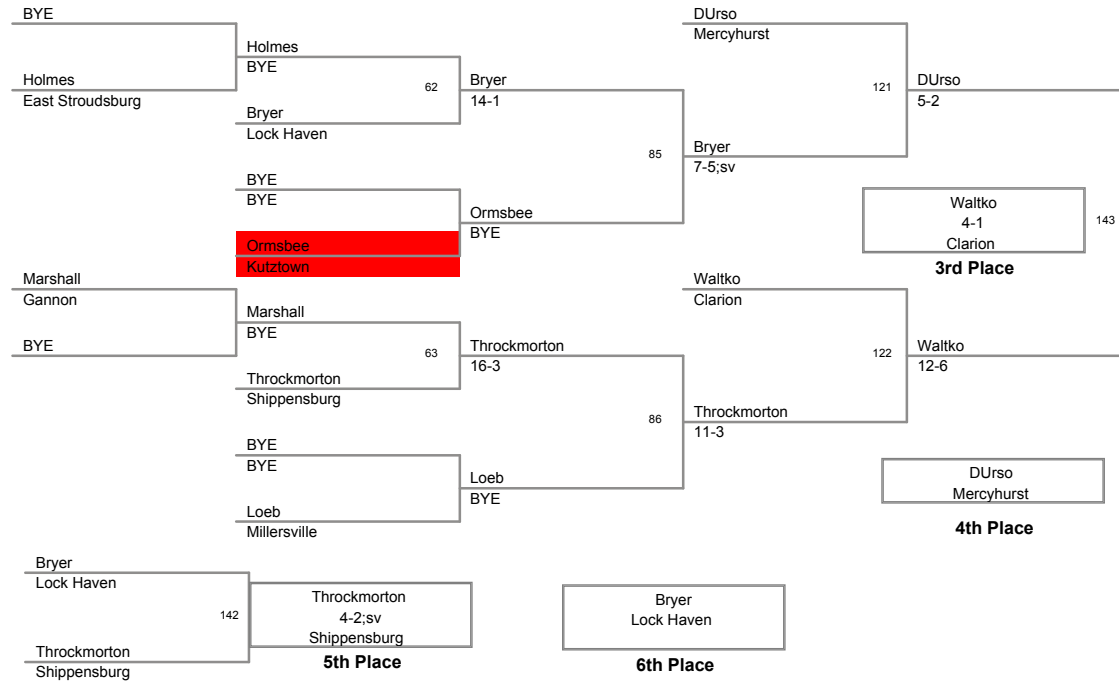 BYE
Holmes
East Stroudsburg
Holmes
BYE
62
Bryer
Lock Haven
Bryer
14-1
BYE
BYE
Ormsbee
Kutztown
Ormsbee
BYE
85
Bryer
7-5;sv
DUrso
Mercyhurst
121
DUrso
5-2
Waltko
4-1
Clarion
143
3rd Place
Marshall
Gannon
BYE
Marshall
BYE
63
Throckmorton
Shippensburg
Throckmorton
16-3
BYE
BYE
Loeb
Millersville
Loeb
BYE
86
Throckmorton
11-3
Waltko
Clarion
122
Waltko
12-6
DUrso
Mercyhurst
4th Place
Bryer
Lock Haven
142
Throckmorton
Shippensburg
Throckmorton
4-2;sv
Shippensburg
5th Place
Bryer
Lock Haven
6th Place